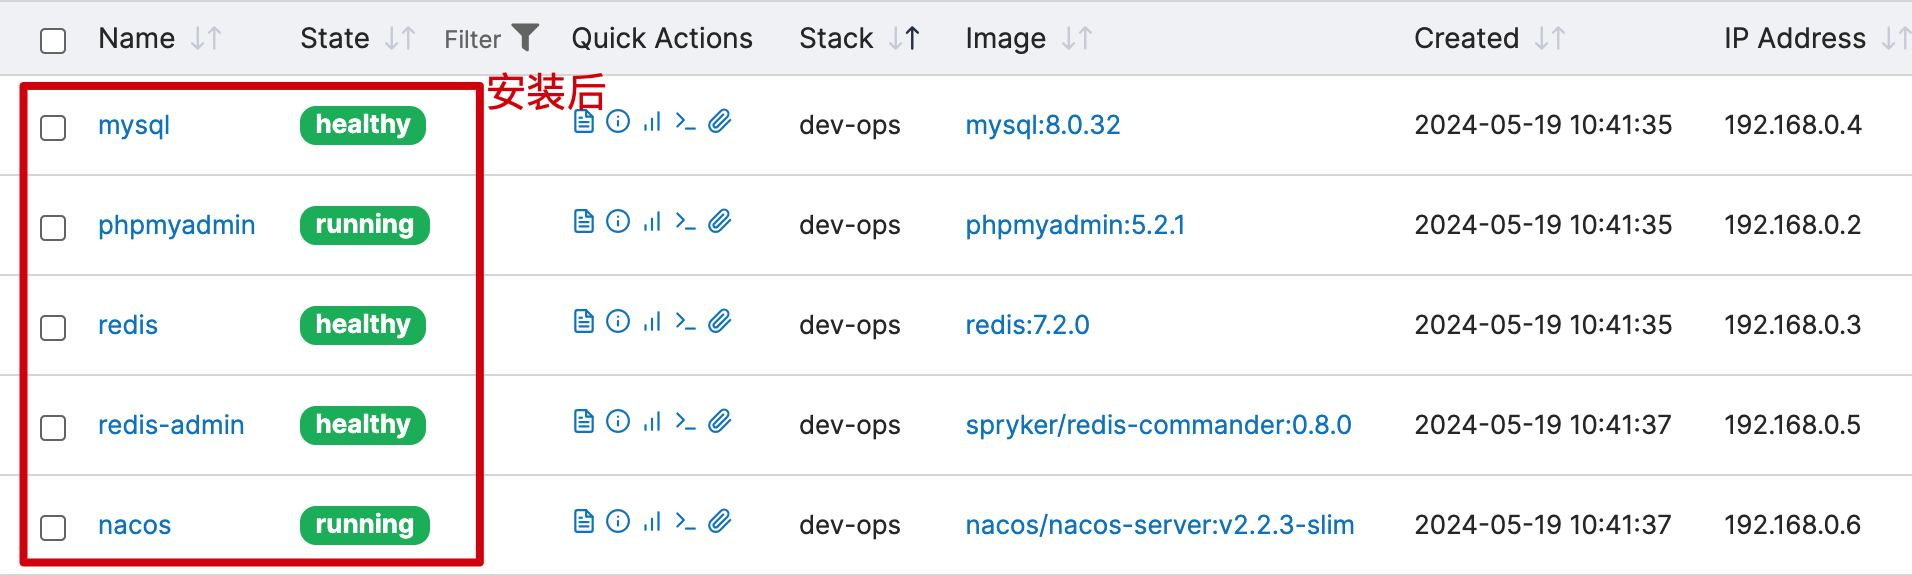 Name State Filter Quick Actions Stack Image Created IP Address
安装后
mysql healthy dev-ops mysql:8.0.32 2024-05-19 10:41:35 192.168.0.4
phpmyadmin running dev-ops phpmyadmin:5.2.1 2024-05-19 10:41:35 192.168.0.2
redis healthy dev-ops redis:7.2.0 2024-05-19 10:41:35 192.168.0.3
redis-admin healthy dev-ops spryker/redis-commander:0.8.0 2024-05-19 10:41:37 192.168.0.5
nacos running dev-ops nacos/nacos-server:v2.2.3-slim 2024-05-19 10:41:37 192.168.0.6